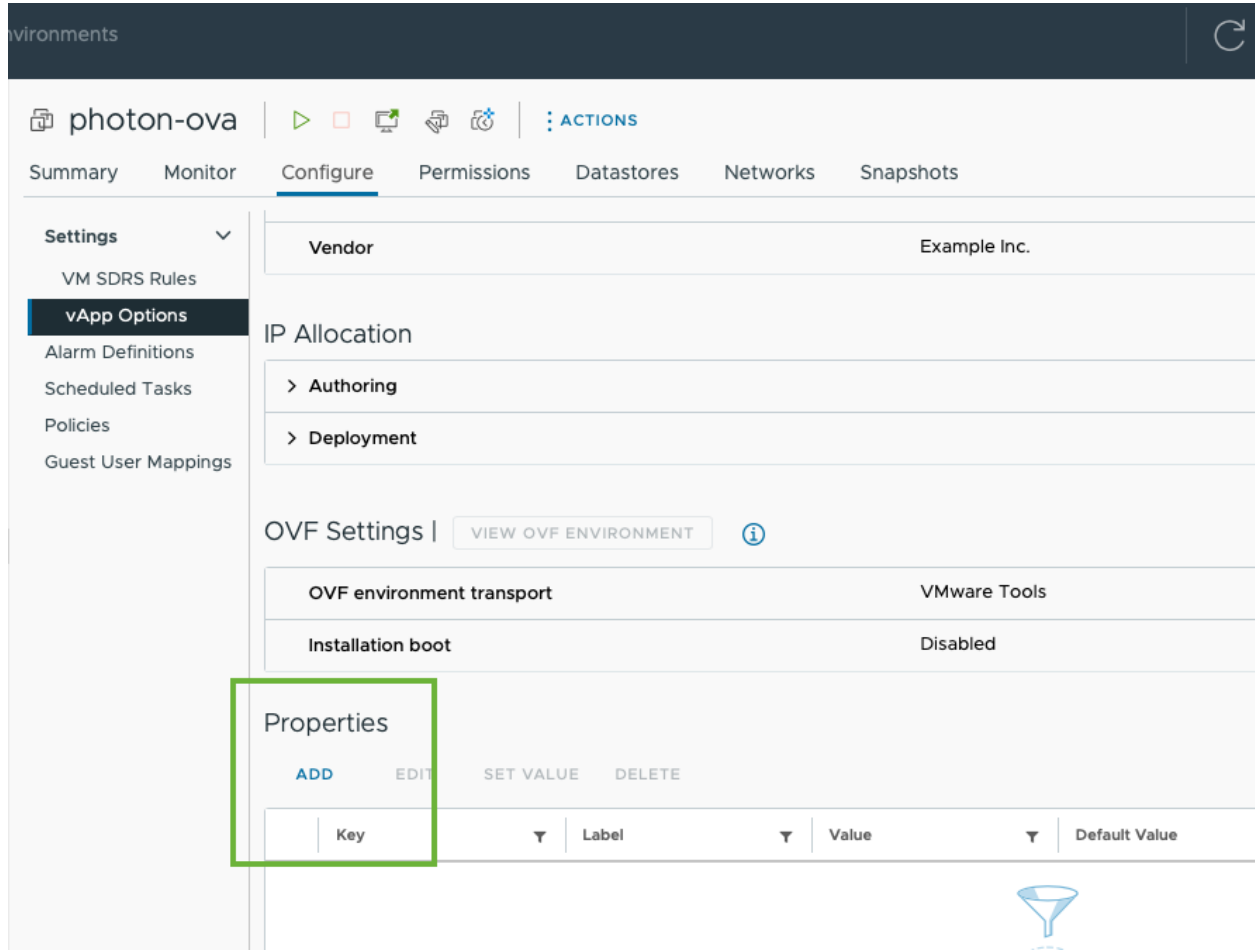 vironments
photon-ova
ACTIONS
Summary Monitor Configure Permissions Datastores Networks Snapshots
Settings
VM SDRS Rules
vApp Options
Alarm Definitions
Scheduled Tasks
Policies
Guest User Mappings
Vendor Example Inc.
IP Allocation
Authoring
Deployment
OVF Settings | VIEW OVF ENVIRONMENT
OVF environment transport VMware Tools
Installation boot Disabled
Properties
ADD EDIT SET VALUE DELETE
Key Label Value Default Value